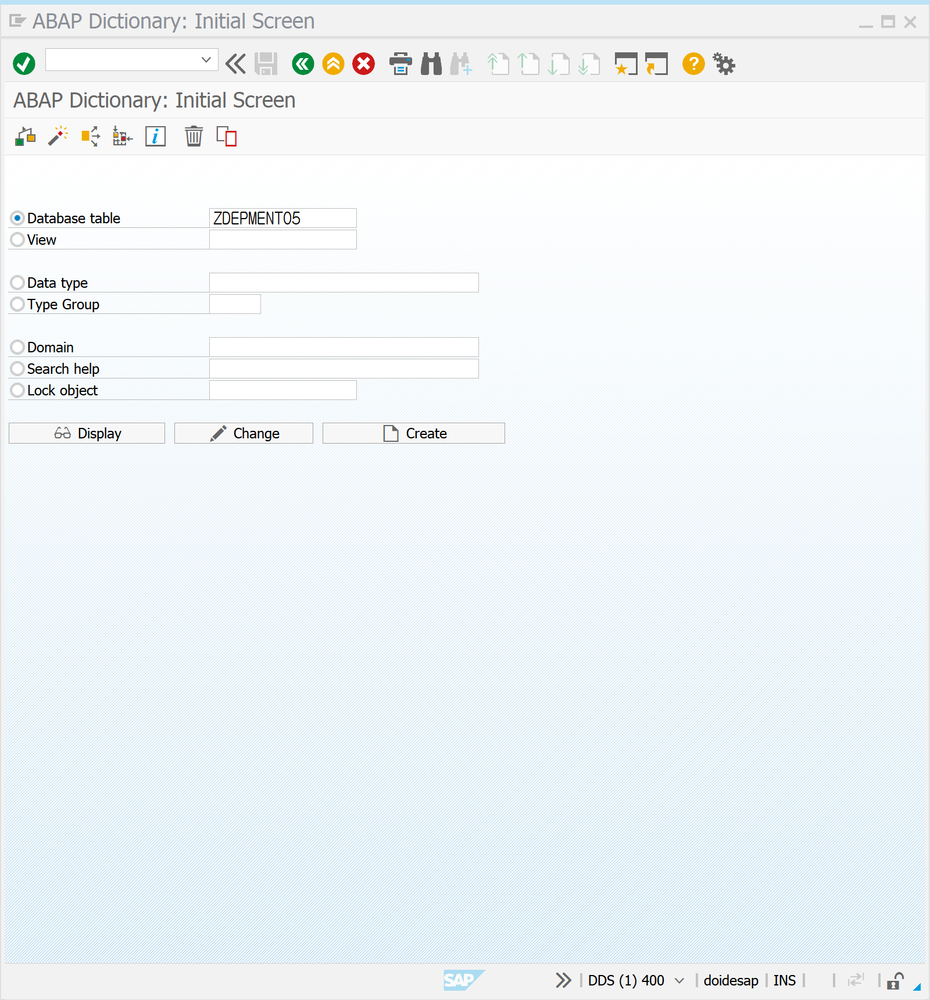 ABAP Dictionary: Initial Screen
ABAP Dictionary: Initial Screen
Database table ZDEPMENT05
View
Data type
Type Group
Domain
Search help
Lock object
Display Change Create
SAP DDS (1) 400 doidesap INS